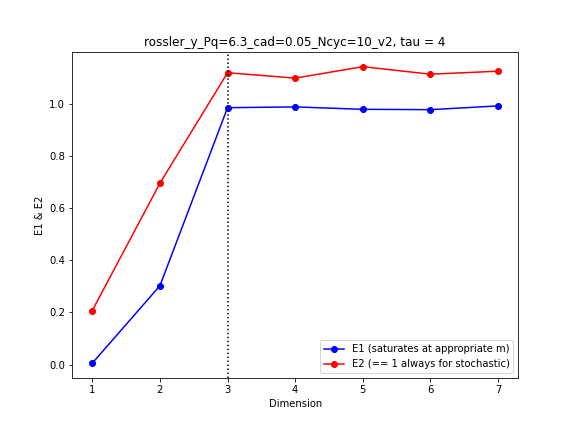 rossler_y_Pq=6.3_cad=0.05_Ncyc=10_v2, tau = 4
E1 & E2
1.0
0.8
0.6
0.4
0.2
0.0
E1 (saturates at appropriate m)
E2 (== 1 always for stochastic)
1 2 3 4 5 6 7
Dimension